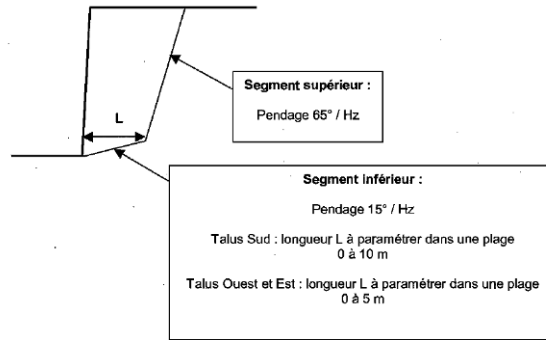 L
Segment supérieur :
Pendage 65° / Hz
Segment inférieur :
Pendage 15° / Hz
Talus Sud : longueur L à paramétrer dans une plage
0 à 10 m
Talus Ouest et Est : longueur L à paramétrer dans une plage
0 à 5 m